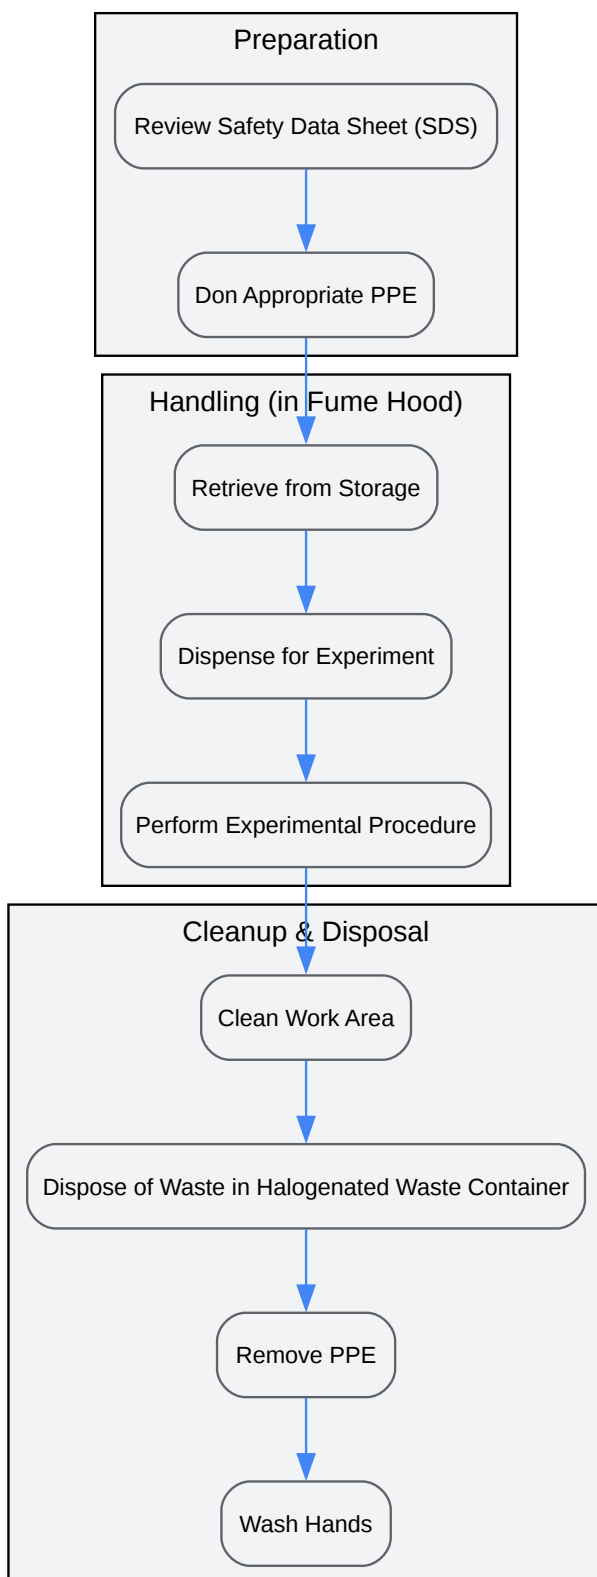 Preparation
Review Safety Data Sheet (SDS)
Don Appropriate PPE
Handling (in Fume Hood)
Retrieve from Storage
Dispense for Experiment
Perform Experimental Procedure
Cleanup & Disposal
Clean Work Area
Dispose of Waste in Halogenated Waste Container
Remove PPE
Wash Hands